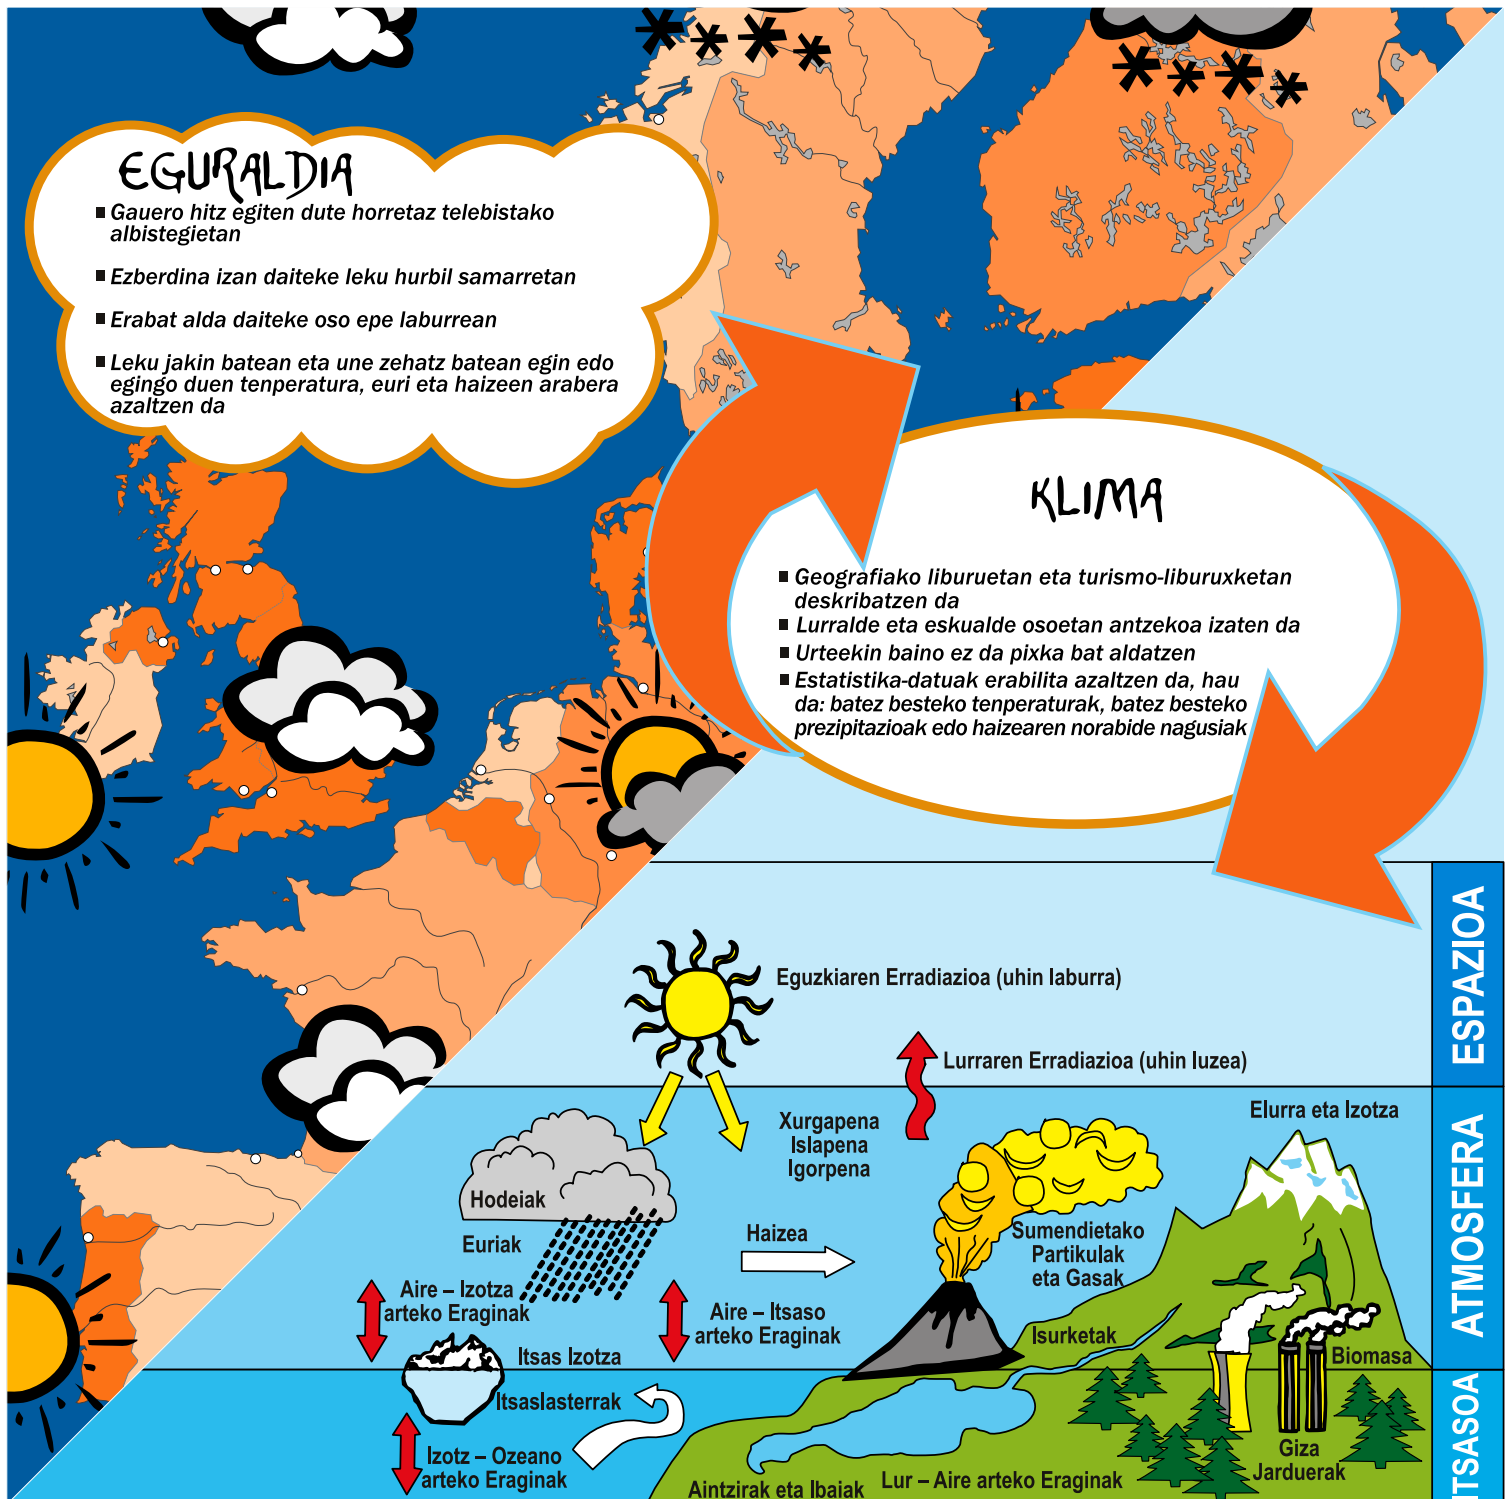 EGURALDIA
Gauero hitz egiten dute horretaz telebistako
albistegietan
Ezberdina izan daiteke leku hurbil samarretan
Erabat alda daiteke oso epe laburrean
Leku jakin batean eta une zehatz batean egin edo
egingo duen tenperatura, euri eta haizeen arabera
azaltzen da
KLIMA
Geografiako liburuetan eta turismo-liburuxketan
deskribatzen da
Lurralde eta eskualde osoetan antzekoa izaten da
Urteekin baino ez da pixka bat aldatzen
Estatistika-datuak erabilita azaltzen da, hau
da: batez besteko tenperaturak, batez besteko
prezipitazioak edo haizearen norabide nagusiak
ESPAZIOA
Eguzkiaren Erradiazioa (uhin laburra)
Lurraren Erradiazioa (uhin luzea)
ATMOSFERA
Xurgapena
Islapena
Igorpena
Elurra eta Izotza
Hodeiak
Euriak
Haizea
Sumendietako
Partikulak
eta Gasak
Aire – Izotza
arteko Eraginak
Aire – Itsaso
arteko Eraginak
Isurketak
Itsas Izotza
Biomasa
ITSASOA
Itsaslasterrak
Izotz – Ozeano
arteko Eraginak
Giza
Jarduerak
Aintzirak eta Ibaiak
Lur – Aire arteko Eraginak